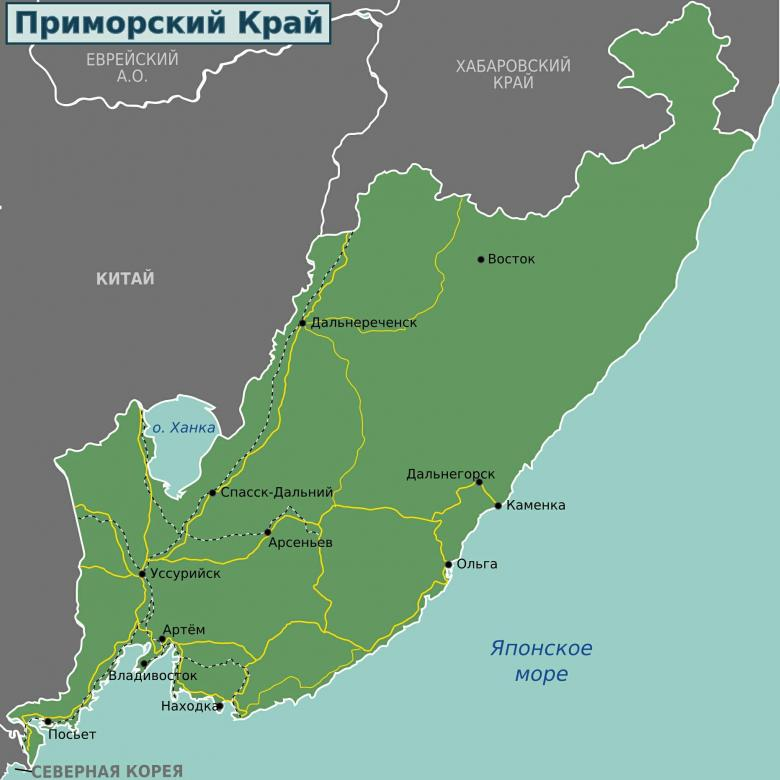 Приморский Край
ЕВРЕЙСКИЙ
А.О.
ХАБАРОВСКИЙ
КРАЙ
КИТАЙ
Восток
Дальнереченск
о. Ханка
Дальнегорск
Спасск-Дальний
Каменка
Арсеньев
Ольга
Уссурийск
Артём
Японское
море
Владивосток
Находка
Посьет
СЕВЕРНАЯ КОРЕЯ